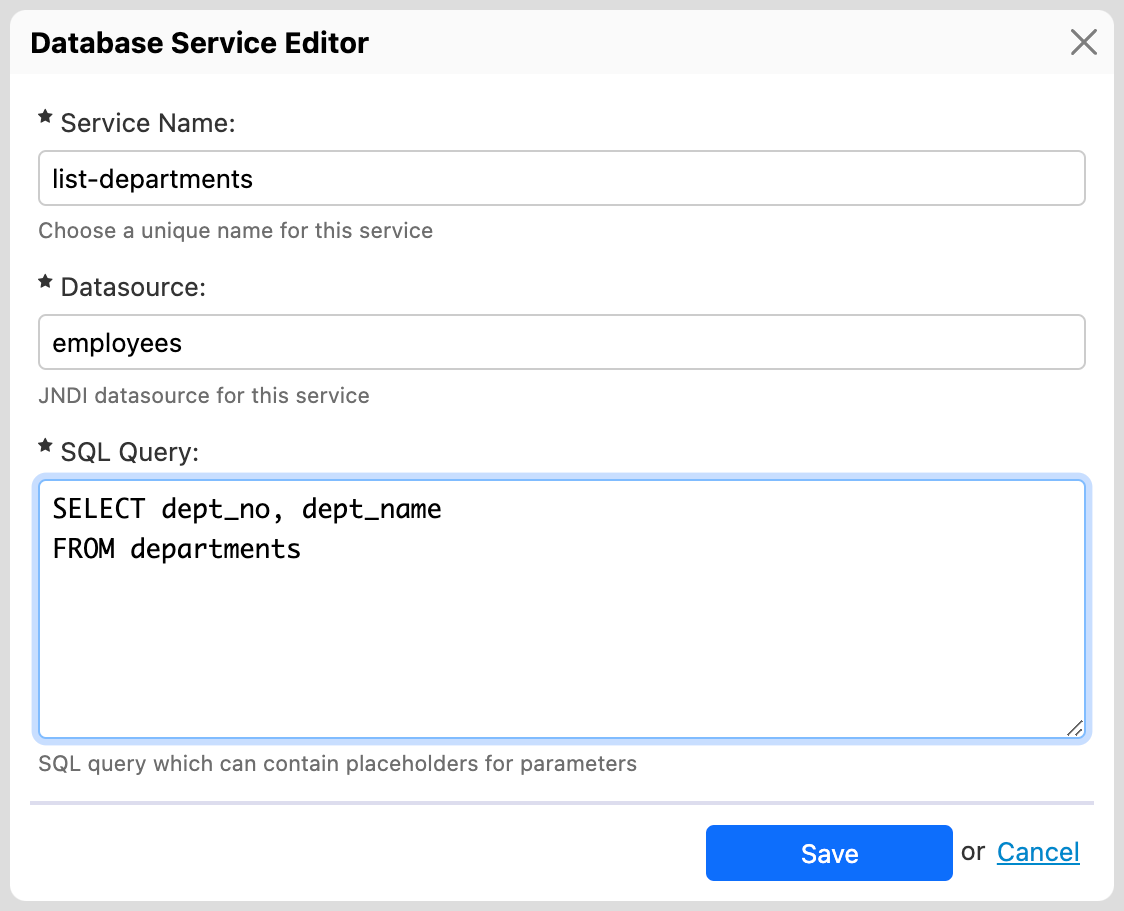 Database Service Editor
★ Service Name:
list-departments
Choose a unique name for this service
★ Datasource:
employees
JNDI datasource for this service
★ SQL Query:
SELECT dept_no, dept_name
FROM departments
SQL query which can contain placeholders for parameters
Save or Cancel